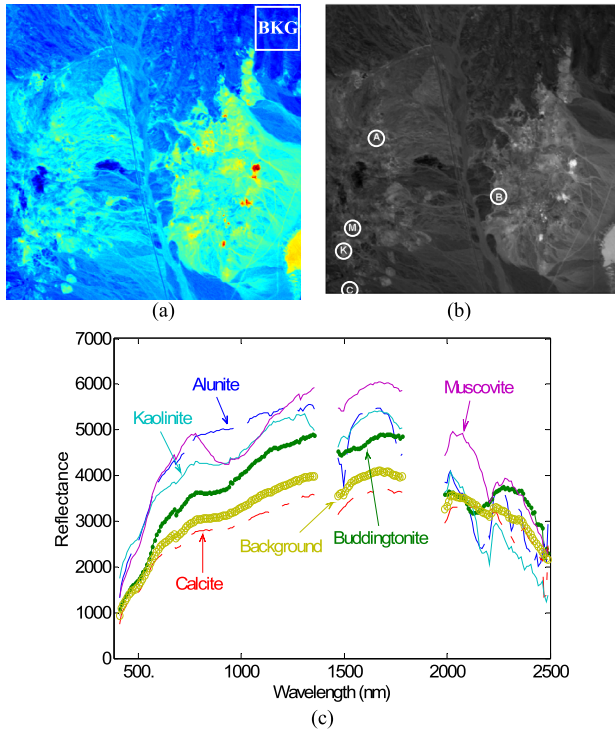 BKG
A
B
M
K
C
(a)
(b)
7000
6000
5000
4000
3000
2000
1000
0
Reflectance
Alunite
Kaolinite
Muscovite
Background
Buddingtonite
Calcite
500.
1000
1500
2000
2500
Wavelength (nm)
(c)